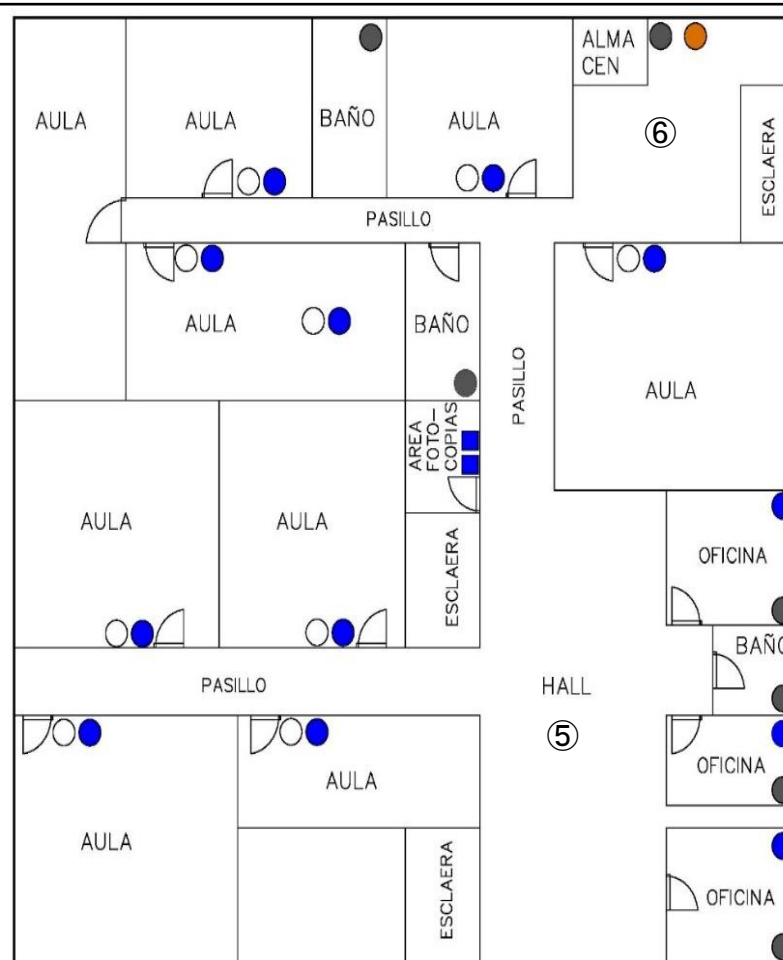 ALMA
CEN
AULA
AULA
BAÑO
AULA
⑥
ESCLAERA
PASILLO
AULA
BAÑO
PASILLO
AULA
AREA
FOTO-
COPIAS
AULA
AULA
ESCLAERA
OFICINA
BAÑO
PASILLO
HALL
⑤
OFICINA
AULA
AULA
ESCLAERA
OFICINA